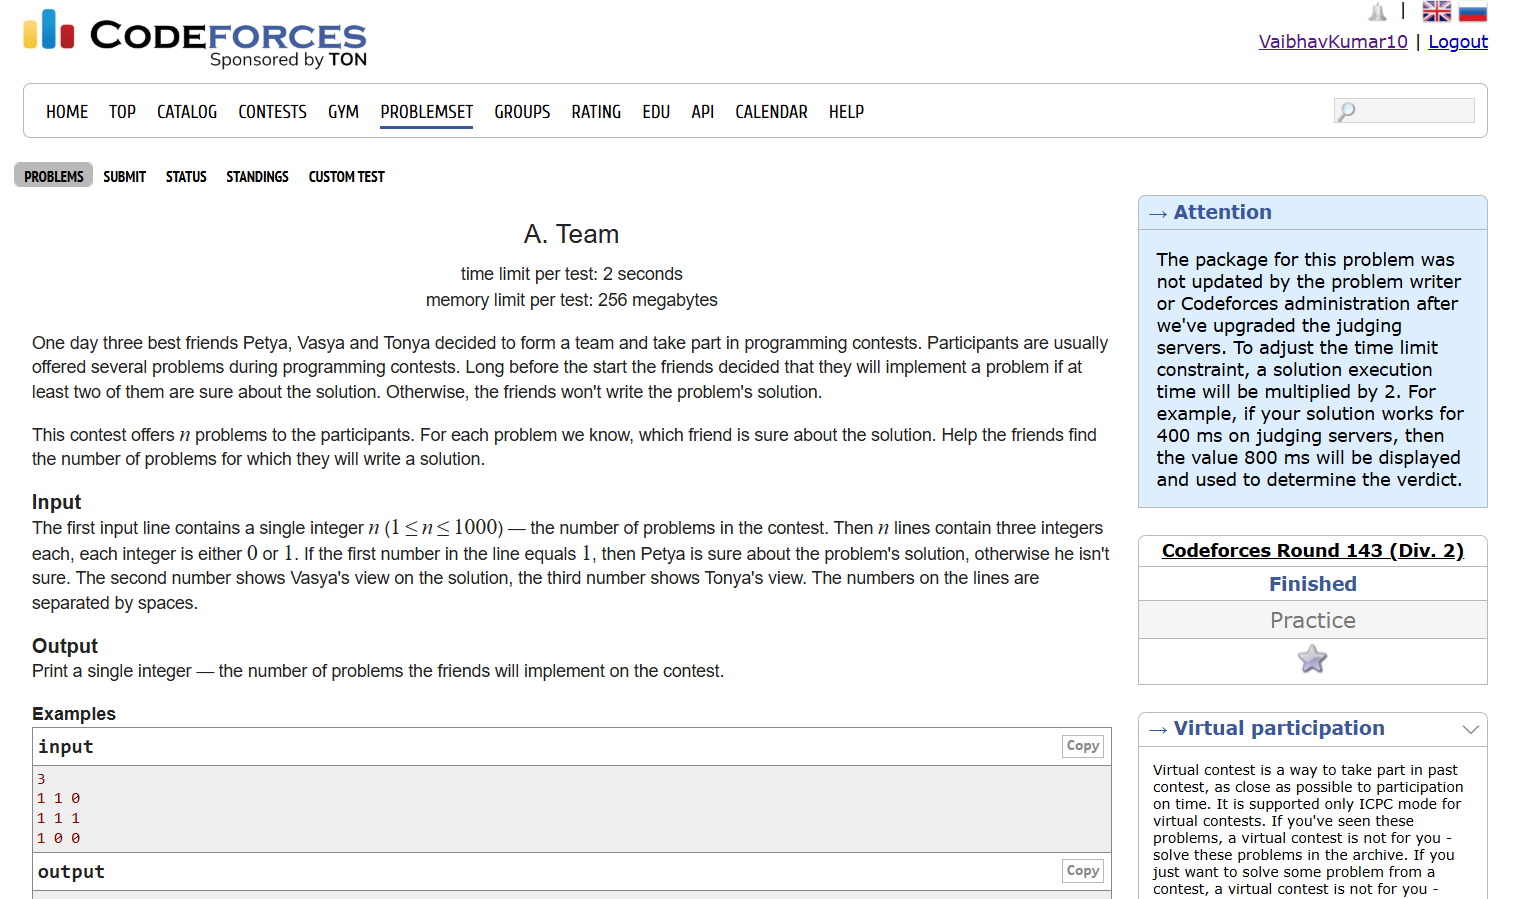 CODEFORCES
Sponsored by TON
|
VaibhavKumar10 | Logout
HOME TOP CATALOG CONTESTS GYM PROBLEMSET GROUPS RATING EDU API CALENDAR HELP
PROBLEMS SUBMIT STATUS STANDINGS CUSTOM TEST
A. Team
time limit per test: 2 seconds
memory limit per test: 256 megabytes
One day three best friends Petya, Vasya and Tonya decided to form a team and take part in programming contests. Participants are usually
offered several problems during programming contests. Long before the start the friends decided that they will implement a problem if at
least two of them are sure about the solution. Otherwise, the friends won't write the problem's solution.
This contest offers n problems to the participants. For each problem we know, which friend is sure about the solution. Help the friends find
the number of problems for which they will write a solution.
Input
The first input line contains a single integer n (1 ≤ n ≤ 1000) — the number of problems in the contest. Then n lines contain three integers
each, each integer is either 0 or 1. If the first number in the line equals 1, then Petya is sure about the problem's solution, otherwise he isn't
sure. The second number shows Vasya's view on the solution, the third number shows Tonya's view. The numbers on the lines are
separated by spaces.
Output
Print a single integer — the number of problems the friends will implement on the contest.
Examples
input Copy
3
1 1 0
1 1 1
1 0 0
output Copy
→ Attention
The package for this problem was
not updated by the problem writer
or Codeforces administration after
we've upgraded the judging
servers. To adjust the time limit
constraint, a solution execution
time will be multiplied by 2. For
example, if your solution works for
400 ms on judging servers, then
the value 800 ms will be displayed
and used to determine the verdict.
Codeforces Round 143 (Div. 2)
Finished
Practice
→ Virtual participation
Virtual contest is a way to take part in past
contest, as close as possible to participation
on time. It is supported only ICPC mode for
virtual contests. If you've seen these
problems, a virtual contest is not for you -
solve these problems in the archive. If you
just want to solve some problem from a
contest, a virtual contest is not for you -